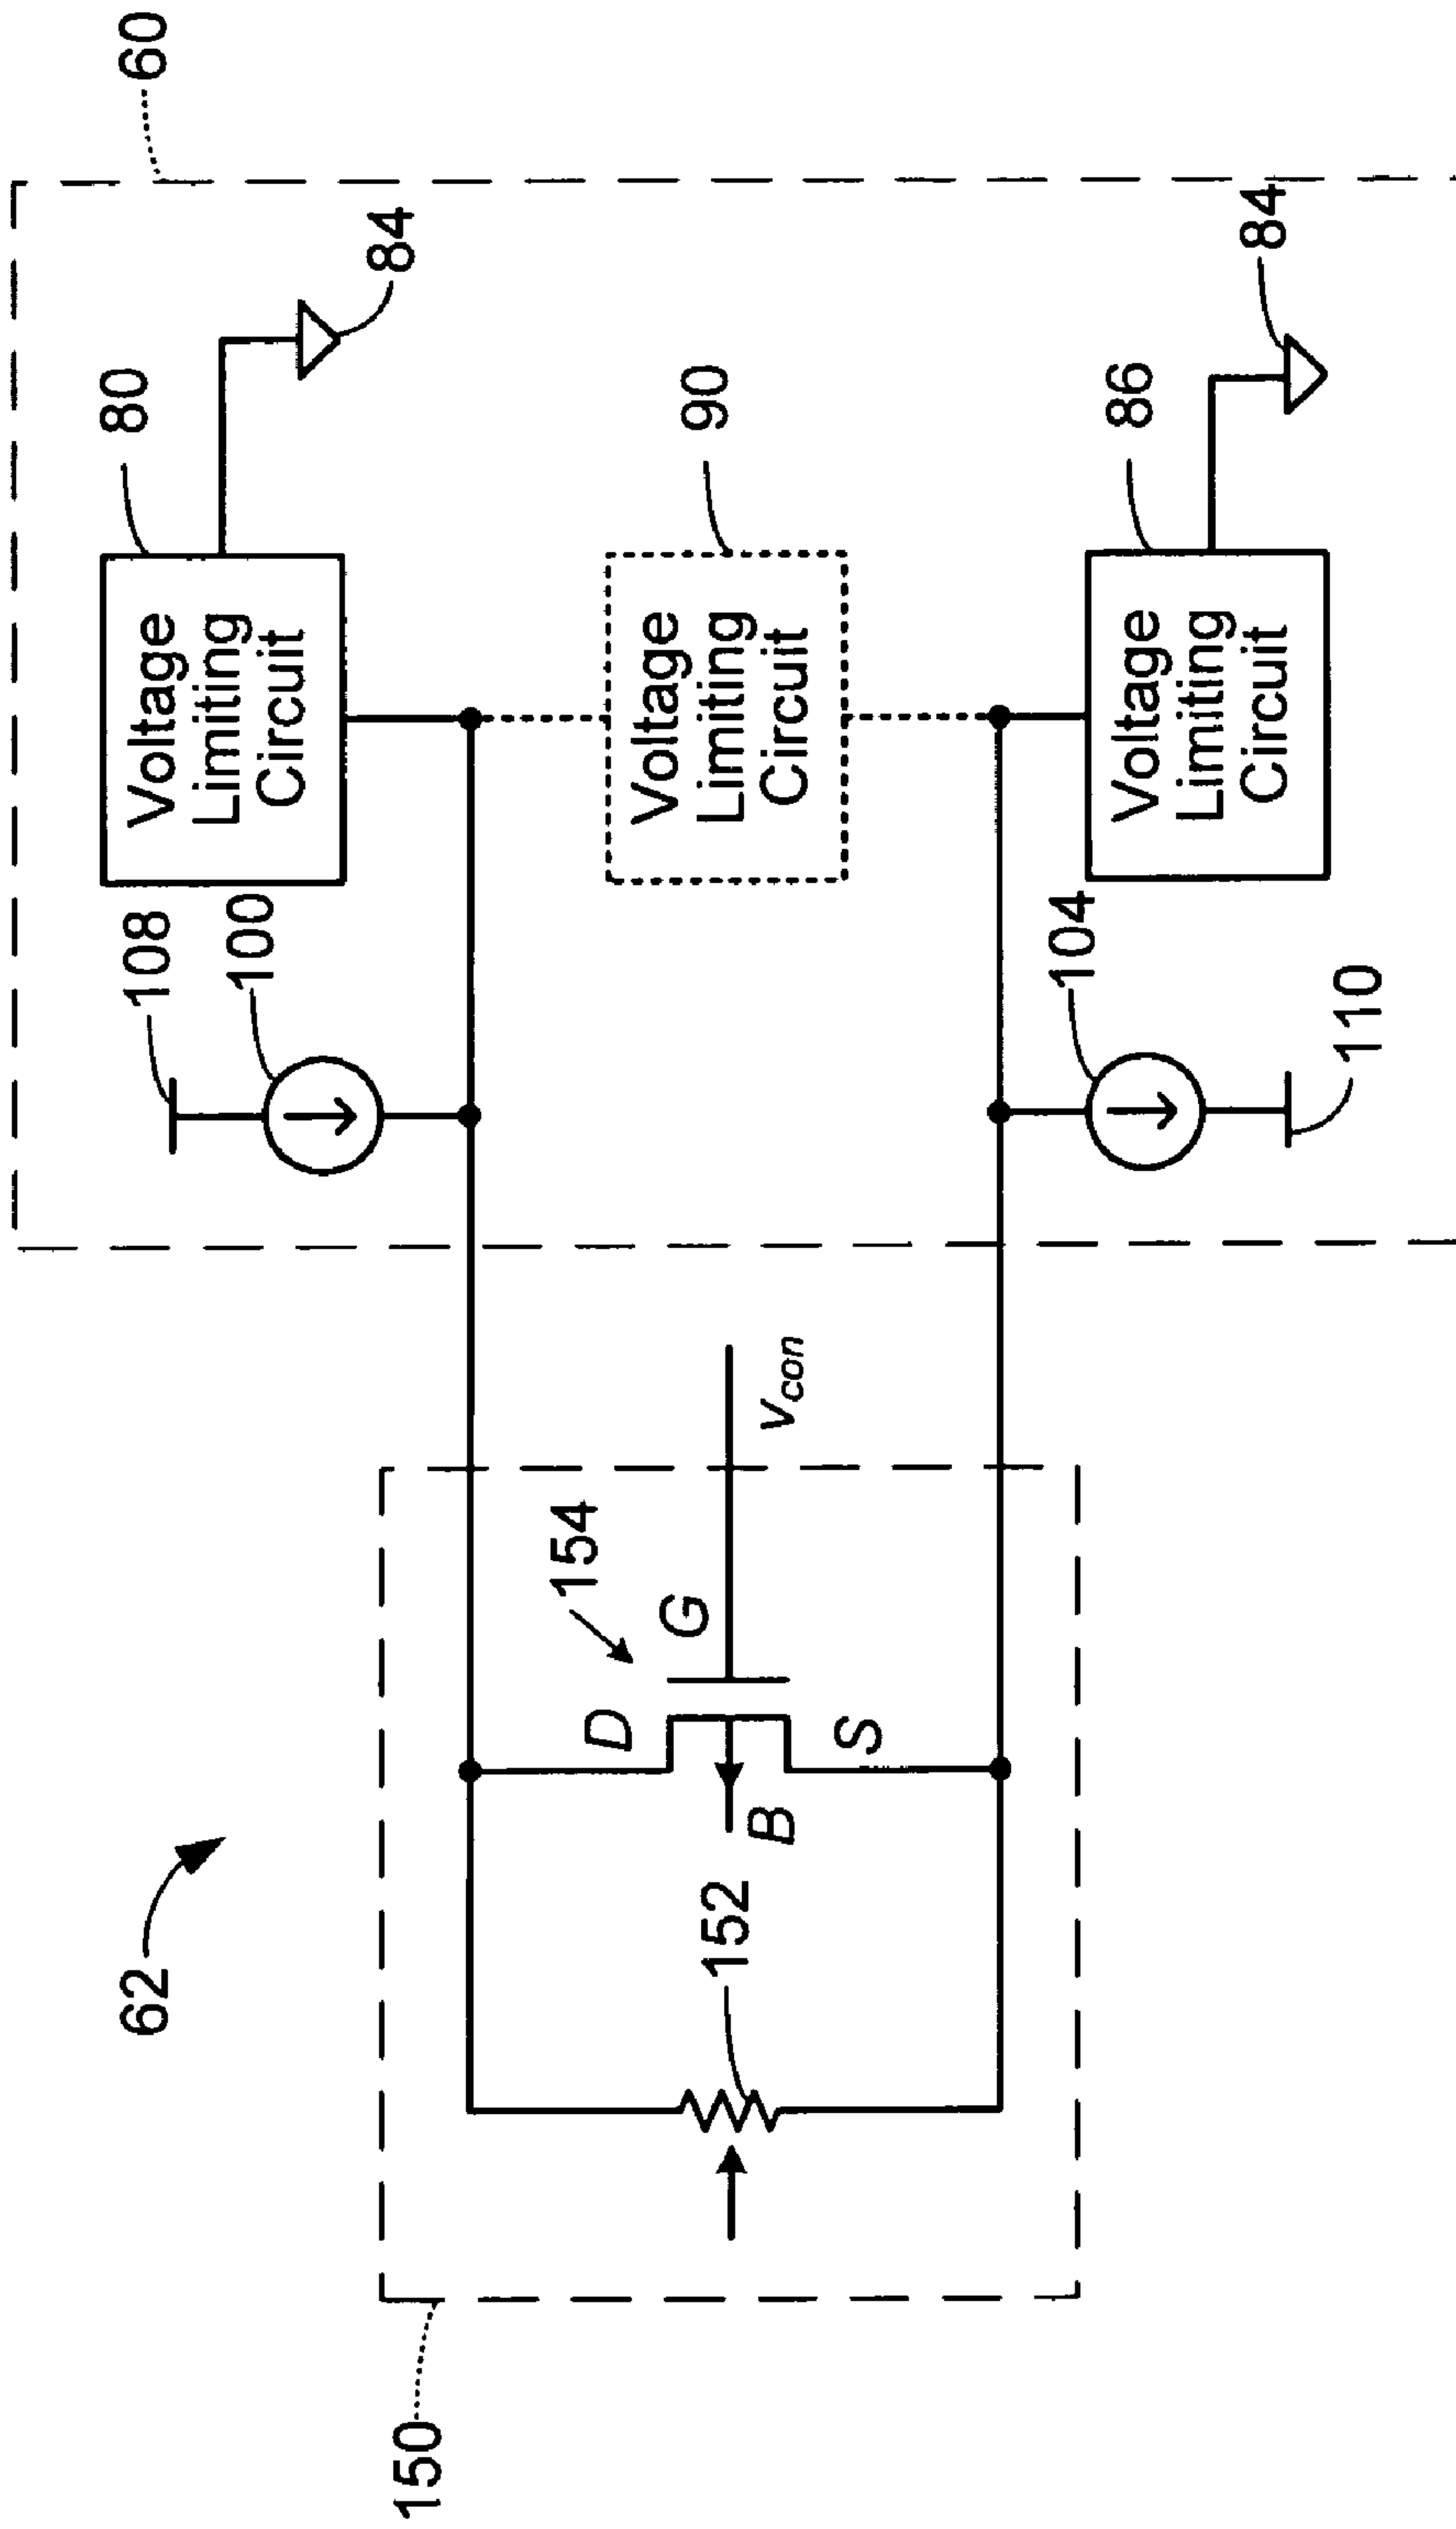 62
60
108
80
100
Voltage
Limiting
Circuit
84
150
154
D
G
90
Voltage
Limiting
Circuit
152
B
V_con
S
104
86
Voltage
Limiting
Circuit
84
110